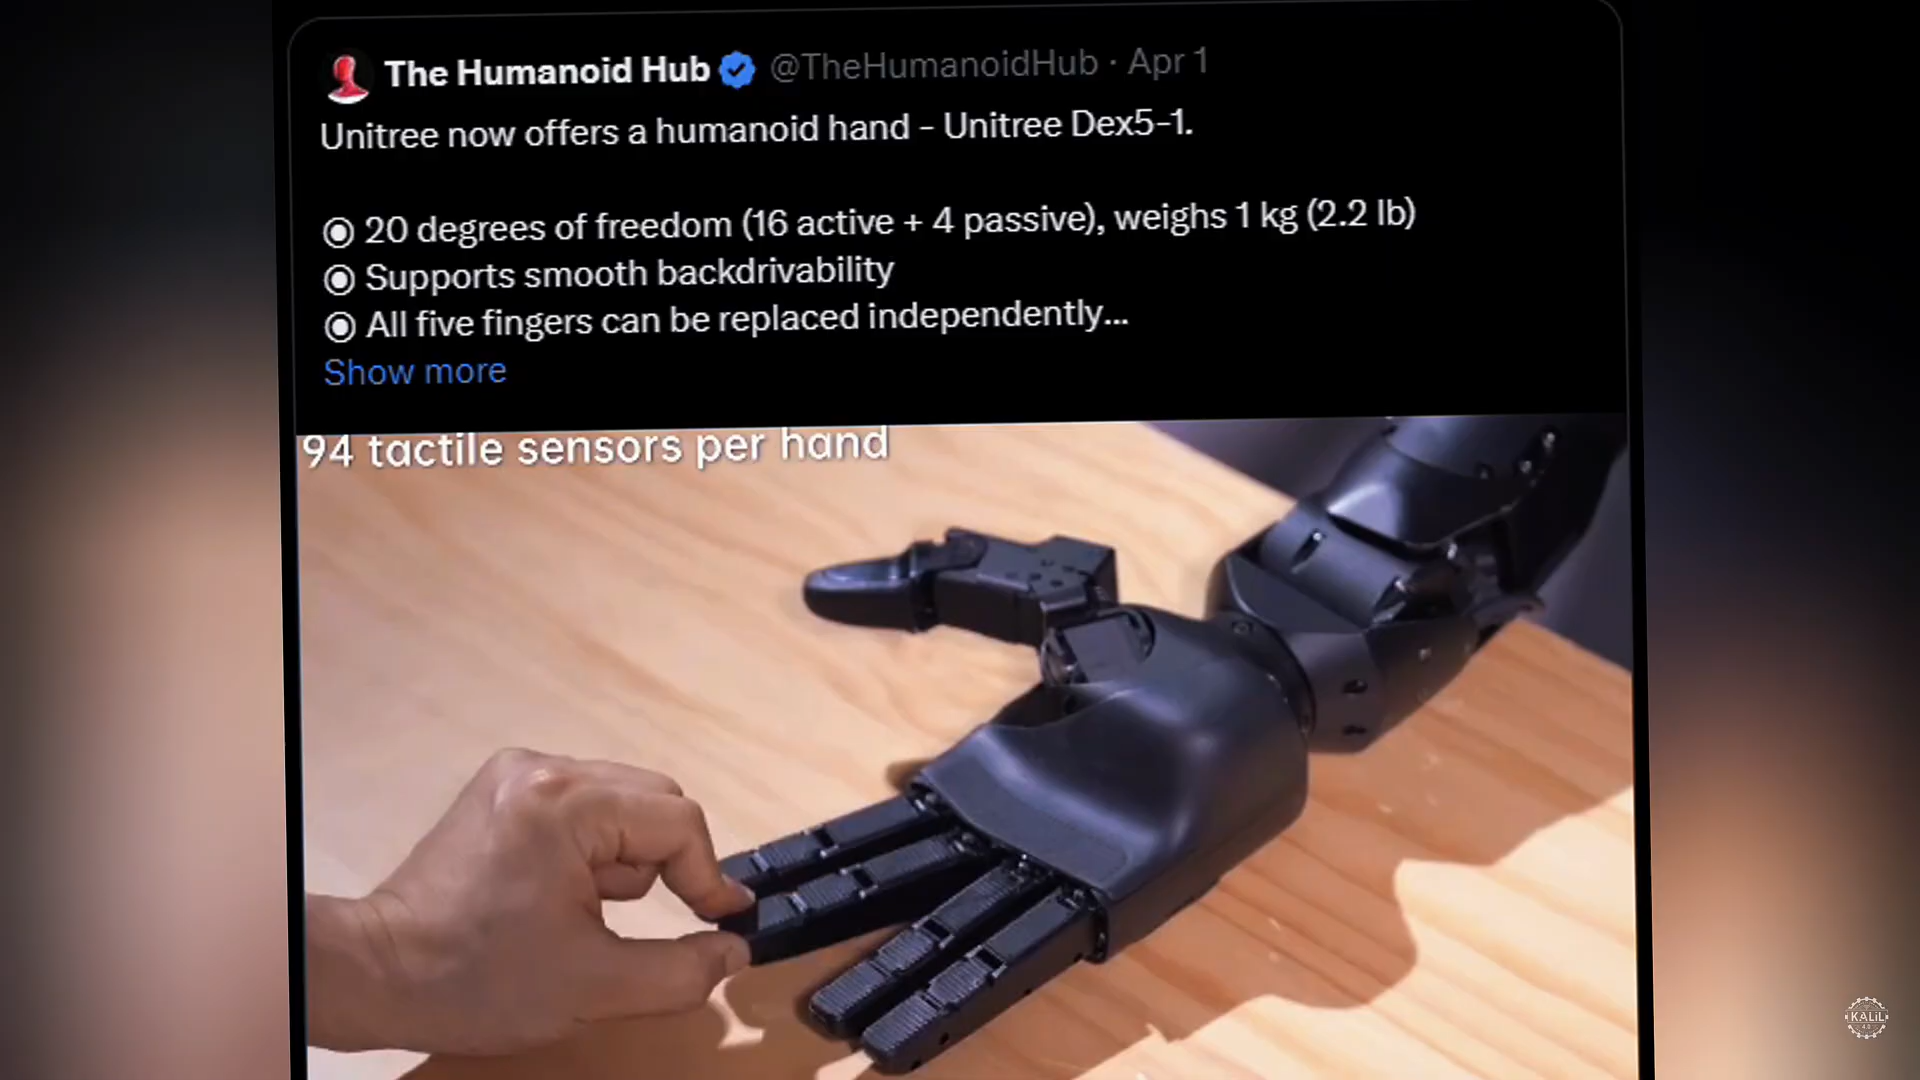 The Humanoid Hub @TheHumanoidHub · Apr 1
Unitree now offers a humanoid hand - Unitree Dex5-1.
◉ 20 degrees of freedom (16 active + 4 passive), weighs 1 kg (2.2 lb)
◉ Supports smooth backdrivability
◉ All five fingers can be replaced independently...
Show more
94 tactile sensors per hand
KALIL
4.0